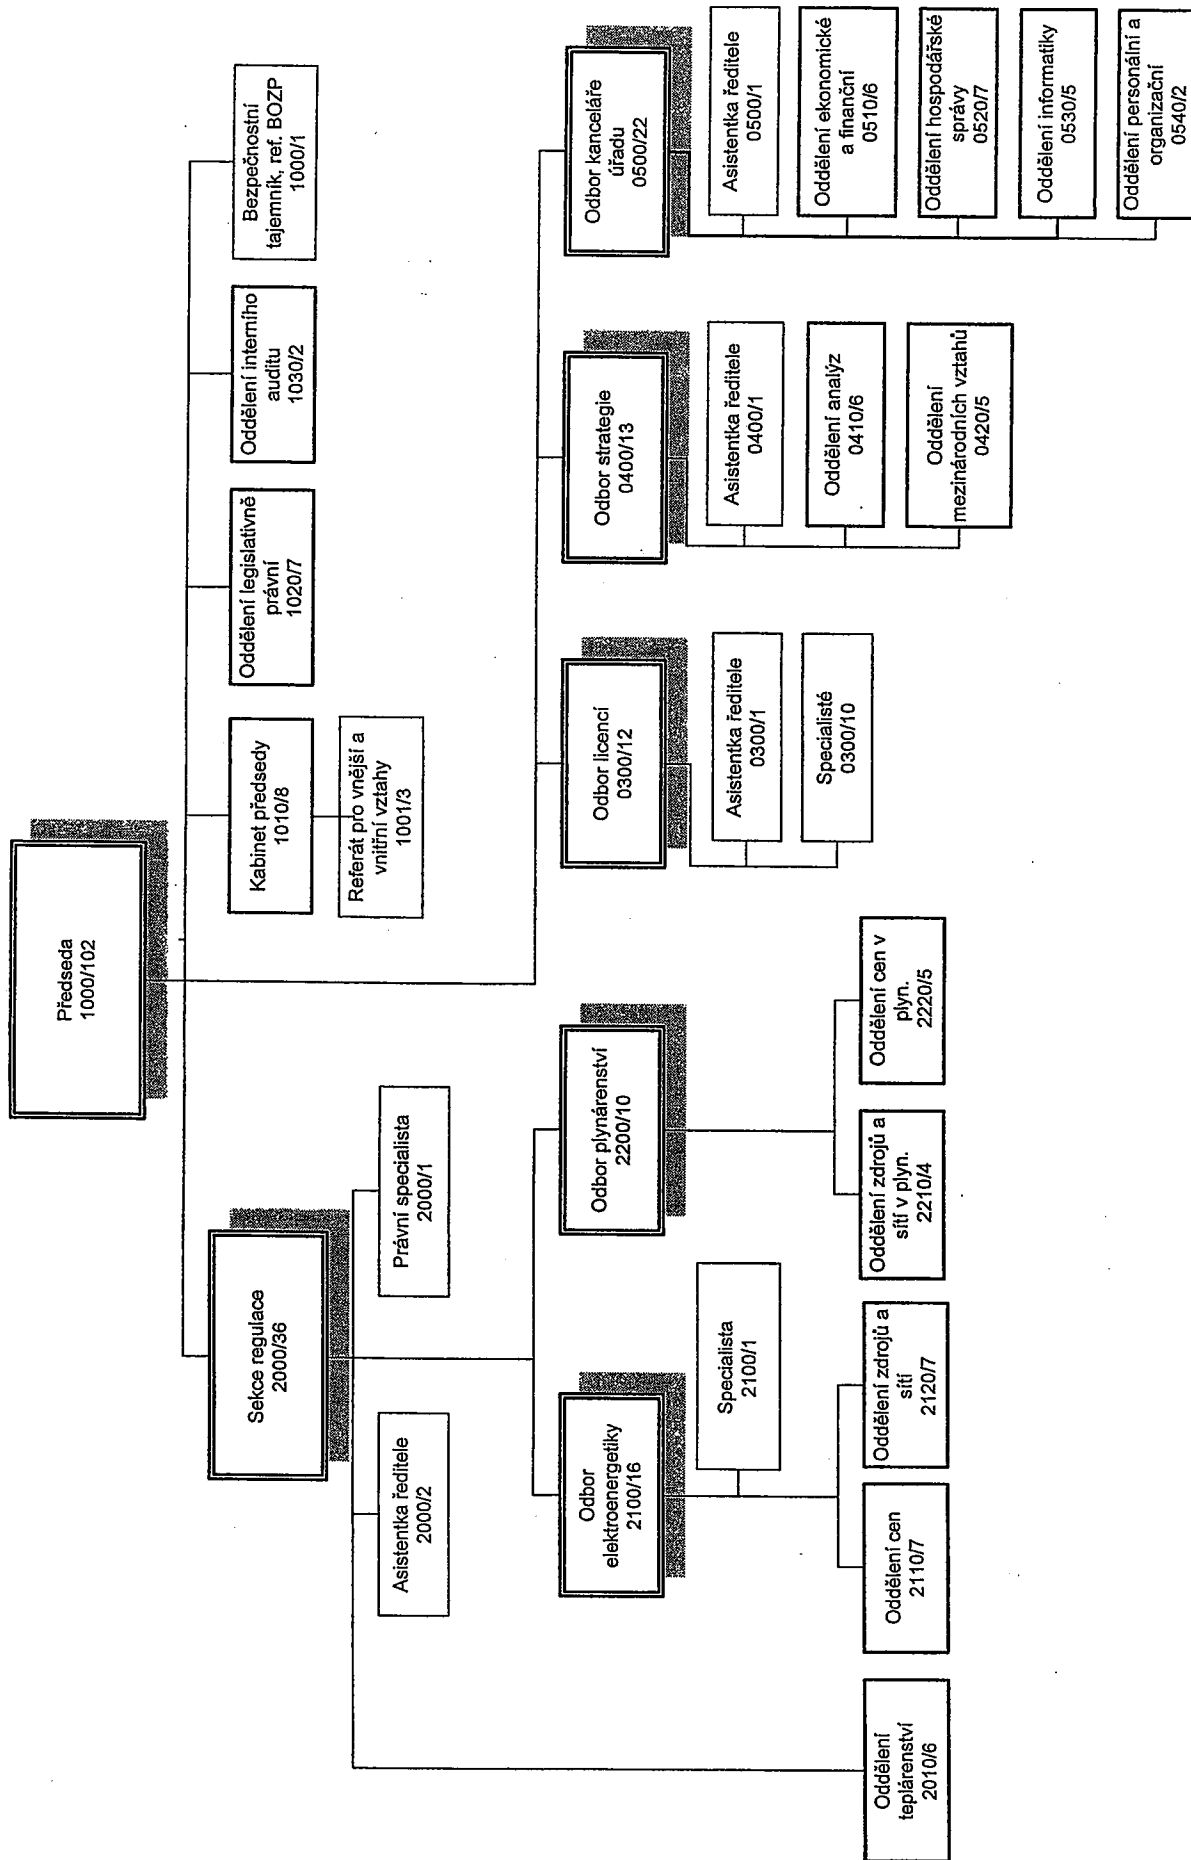 Předseda
1000/102
Sekce regulace
2000/36
Kabinet předsedy
1010/8
Oddělení legislativně
právní
1020/7
Oddělení interního
auditu
1030/2
Bezpečnostní
tajemník, ref. BOZP
1000/1
Referát pro vnější a
vnitřní vztahy
1001/3
Asistentka ředitele
2000/2
Právní specialista
2000/1
Odbor
elektroenergetiky
2100/16
Odbor plynárenství
2200/10
Odbor licencí
0300/12
Odbor strategie
0400/13
Odbor kanceláře
úřadu
0500/22
Specialista
2100/1
Asistentka ředitele
0300/1
Specialisté
0300/10
Asistentka ředitele
0400/1
Oddělení analýz
0410/6
Oddělení
mezinárodních vztahů
0420/5
Asistentka ředitele
0500/1
Oddělení ekonomické
a finanční
0510/6
Oddělení hospodářské
správy
0520/7
Oddělení informatiky
0530/5
Oddělení personální a
organizační
0540/2
Oddělení
teplárenství
2010/6
Oddělení cen
2110/7
Oddělení zdrojů a
sítí
2120/7
Oddělení zdrojů a
sítí v plyn.
2210/4
Oddělení cen v
plyn.
2220/5